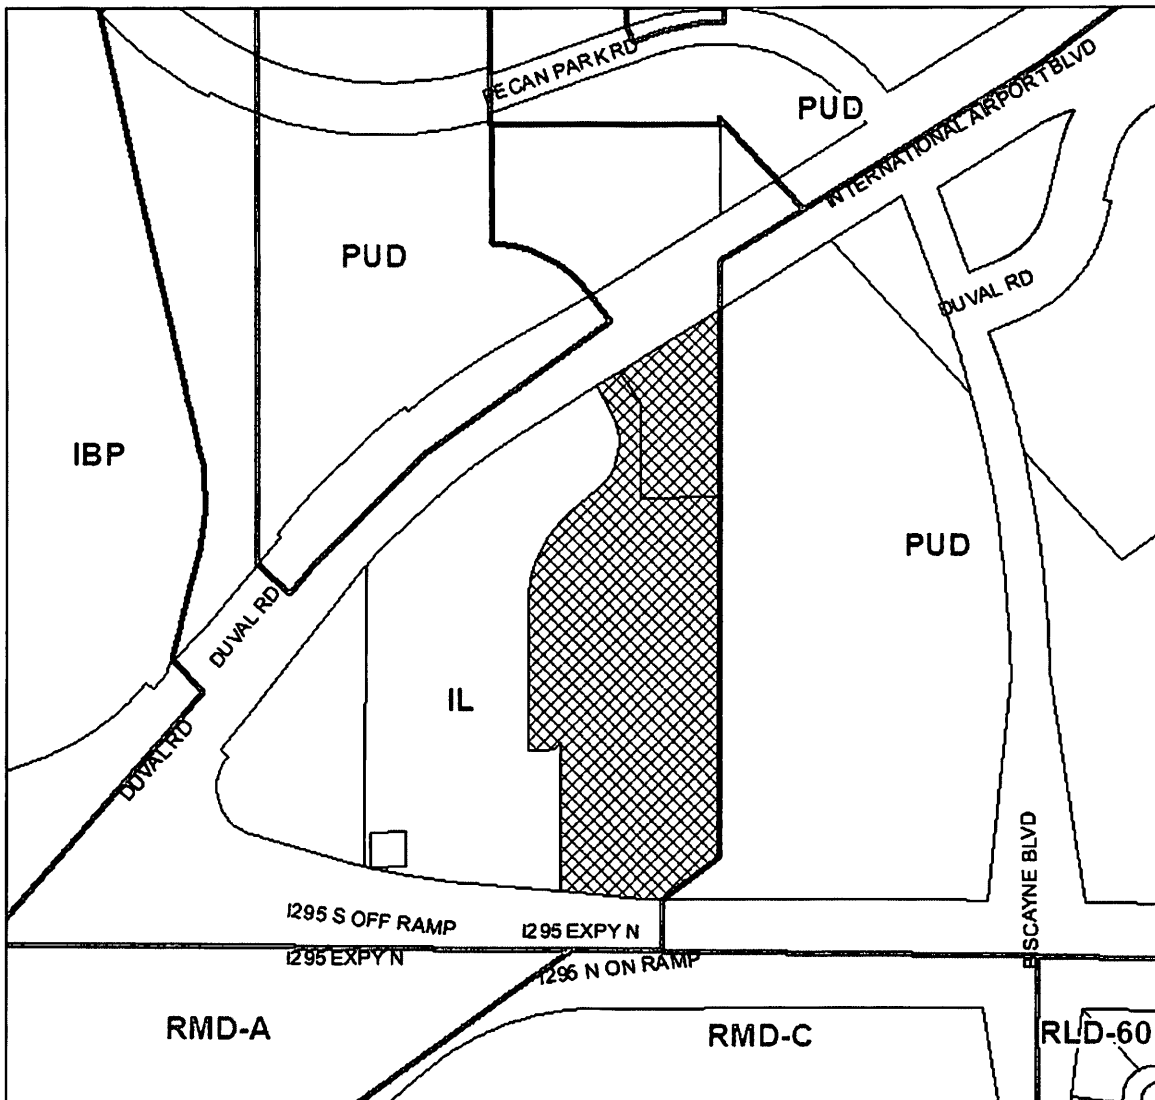 PECAN PARK RD
PUD
INTERNATIONAL AIRPORT BLVD
PUD
DUVAL RD
IBP
PUD
DUVAL RD
IL
DUVAL RD
BISCAYNE BLVD
I295 S OFF RAMP
I295 EXPY N
I295 EXPY N
I295 N ON RAMP
RMD-A
RMD-C
RLD-60